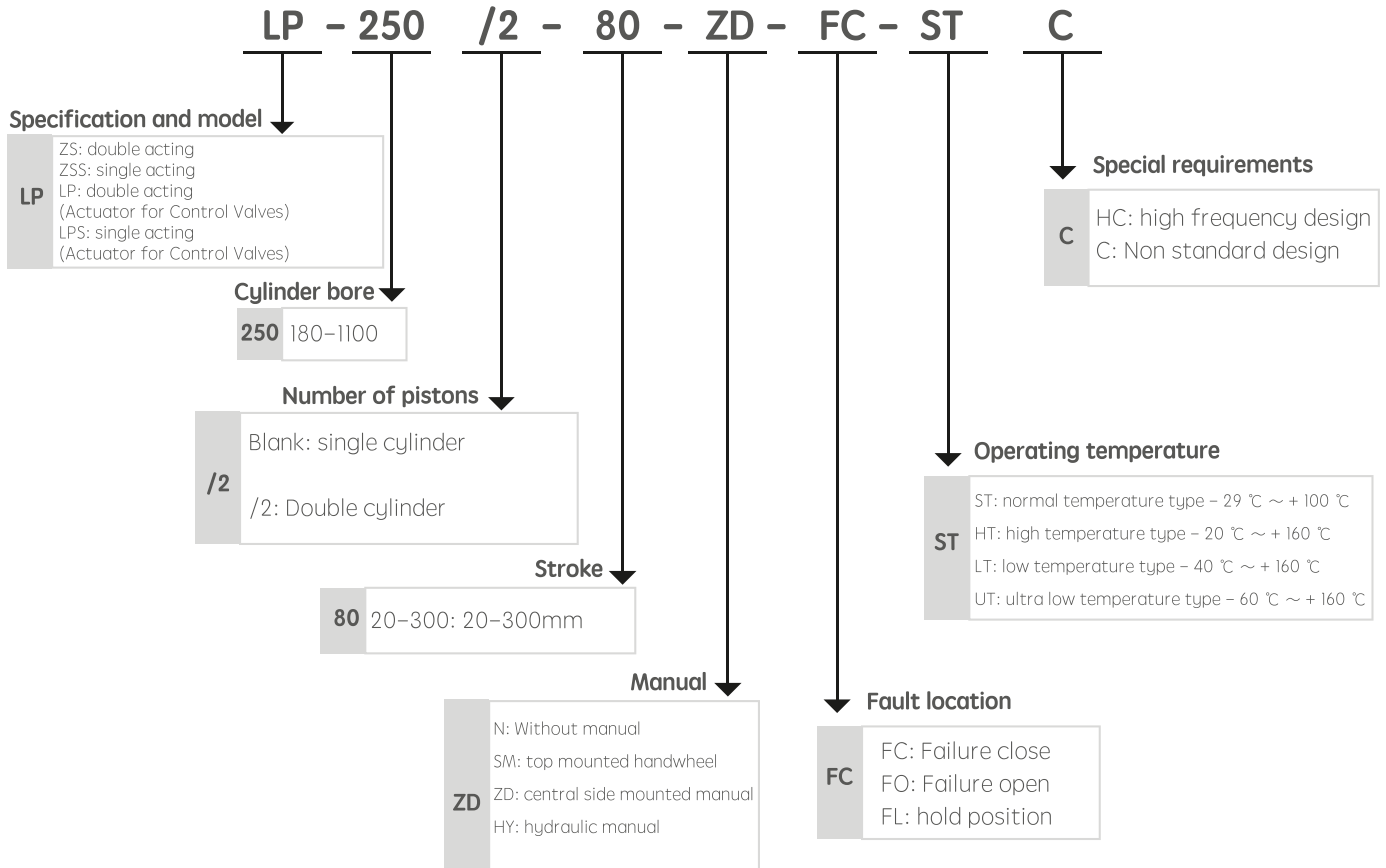 LP – 250 /2 – 80 – ZD – FC – ST C
Specification and model
LP
ZS: double acting
ZSS: single acting
LP: double acting
(Actuator for Control Valves)
LPS: single acting
(Actuator for Control Valves)
Special requirements
C
HC: high frequency design
C: Non standard design
Cylinder bore
250
180–1100
Number of pistons
/2
Blank: single cylinder
/2: Double cylinder
Operating temperature
ST
ST: normal temperature type – 29 ℃ ～ + 100 ℃
HT: high temperature type – 20 ℃ ～ + 160 ℃
LT: low temperature type – 40 ℃ ～ + 160 ℃
UT: ultra low temperature type – 60 ℃ ～ + 160 ℃
Stroke
80
20–300: 20–300mm
Manual
ZD
N: Without manual
SM: top mounted handwheel
ZD: central side mounted manual
HY: hydraulic manual
Fault location
FC
FC: Failure close
FO: Failure open
FL: hold position